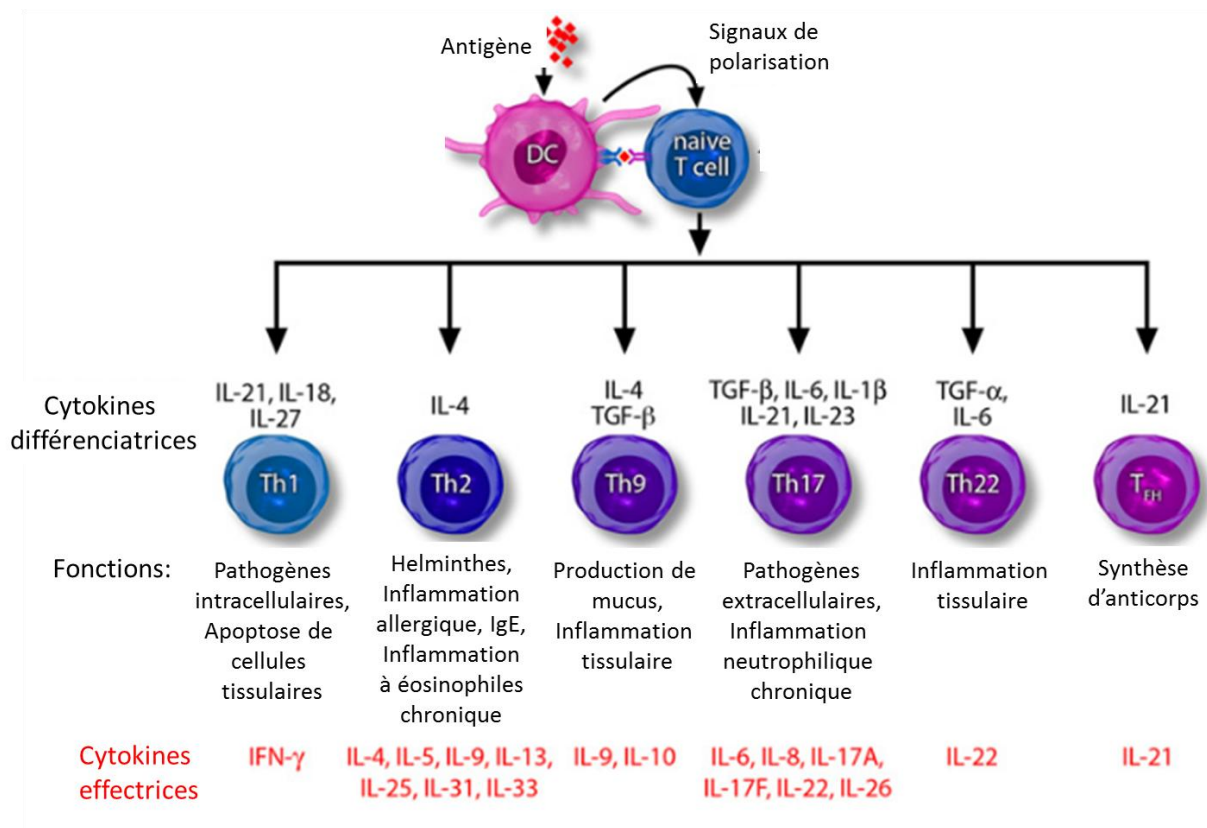 Antigène
Signaux de
polarisation
DC
naive
T cell
Cytokines
différenciatrices
IL-21, IL-18,
IL-27
IL-4
IL-4
TGF-β
TGF-β, IL-6, IL-1β
IL-21, IL-23
TGF-α,
IL-6
IL-21
Th1
Th2
Th9
Th17
Th22
TFH
Fonctions:
Pathogènes
intracellulaires,
Apoptose de
cellules
tissulaires
Helminthes,
Inflammation
allergique, IgE,
Inflammation
à éosinophiles
chronique
Production de
mucus,
Inflammation
tissulaire
Pathogènes
extracellulaires,
Inflammation
neutrophilique
chronique
Inflammation
tissulaire
Synthèse
d’anticorps
Cytokines
effectrices
IFN-γ
IL-4, IL-5, IL-9, IL-13,
IL-25, IL-31, IL-33
IL-9, IL-10
IL-6, IL-8, IL-17A,
IL-17F, IL-22, IL-26
IL-22
IL-21